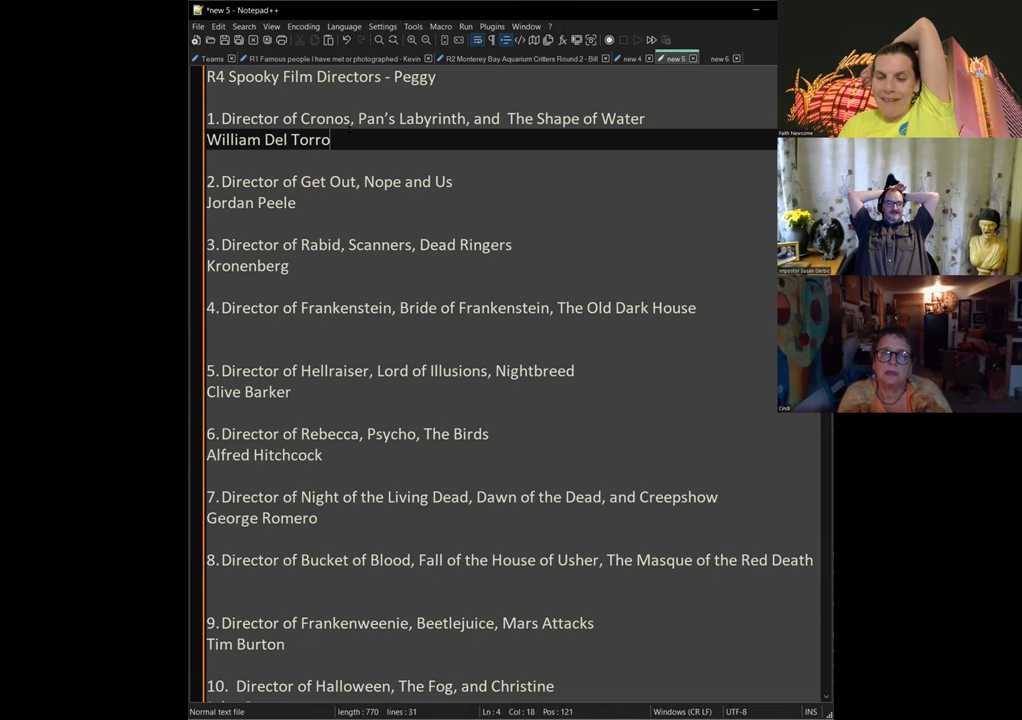 *new 5 - Notepad++
File Edit Search View Encoding Language Settings Tools Macro Run Plugins Window ?
Teams R1 Famous people I have met or photographed - Kevin R2 Monterey Bay Aquarium Critters Round 2 - Bill new 4 new 5 new 6
R4 Spooky Film Directors - Peggy
1. Director of Cronos, Pan's Labyrinth, and The Shape of Water
William Del Torro
2. Director of Get Out, Nope and Us
Jordan Peele
3. Director of Rabid, Scanners, Dead Ringers
Kronenberg
4. Director of Frankenstein, Bride of Frankenstein, The Old Dark House
5. Director of Hellraiser, Lord of Illusions, Nightbreed
Clive Barker
6. Director of Rebecca, Psycho, The Birds
Alfred Hitchcock
7. Director of Night of the Living Dead, Dawn of the Dead, and Creepshow
George Romero
8. Director of Bucket of Blood, Fall of the House of Usher, The Masque of the Red Death
9. Director of Frankenweenie, Beetlejuice, Mars Attacks
Tim Burton
10. Director of Halloween, The Fog, and Christine
Normal text file length : 770 lines : 31 Ln : 4 Col : 18 Pos : 121 Windows (CR LF) UTF-8 INS
Faith Newsome
Impostor Susan Gerbic
Cindi